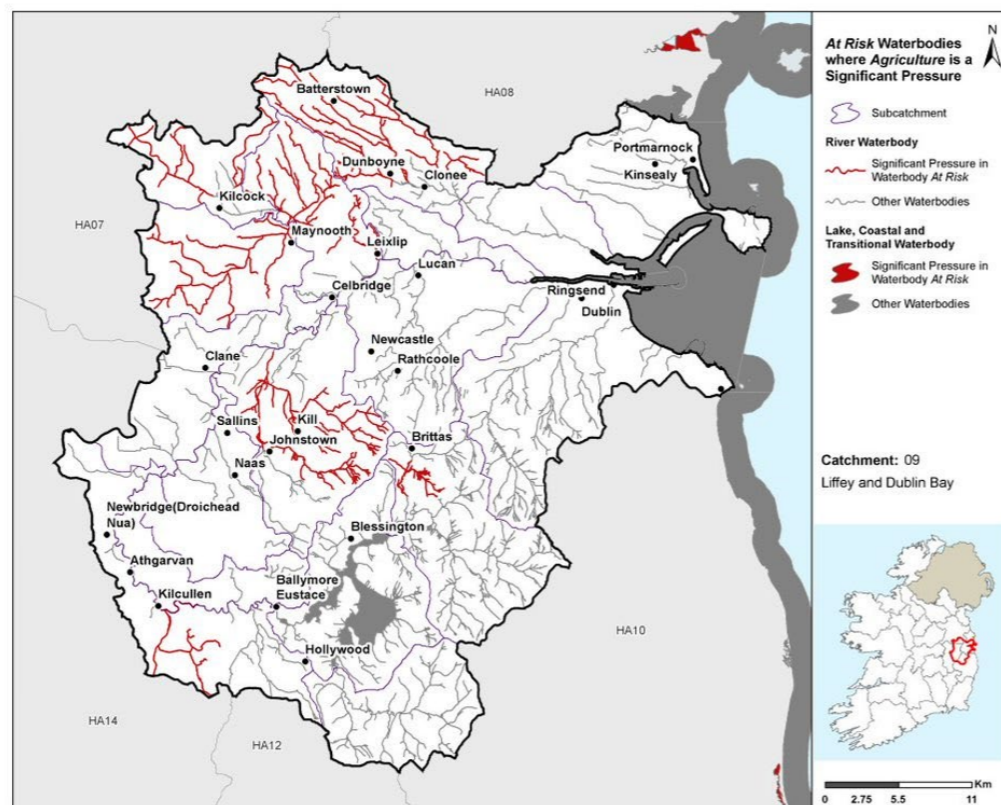 At Risk Waterbodies
where Agriculture is a
Significant Pressure
N
Subcatchment
River Waterbody
Significant Pressure in
Waterbody At Risk
Other Waterbodies
Lake, Coastal and
Transitional Waterbody
Significant Pressure in
Waterbody At Risk
Other Waterbodies
Catchment: 09
Liffey and Dublin Bay
Km
0 2.75 5.5 11
HA08
Batterstown
Portmarnock
Dunboyne
Kinsealy
Clonee
Kilcock
HA07
Maynooth
Leixlip
Lucan
Celbridge
Ringsend
Dublin
Newcastle
Clane
Rathcoole
Sallins
Kill
Johnstown
Brittas
Naas
Newbridge(Droichead
Nua)
Blessington
Athgarvan
Ballymore
Eustace
Kilcullen
HA10
Hollywood
HA14
HA12